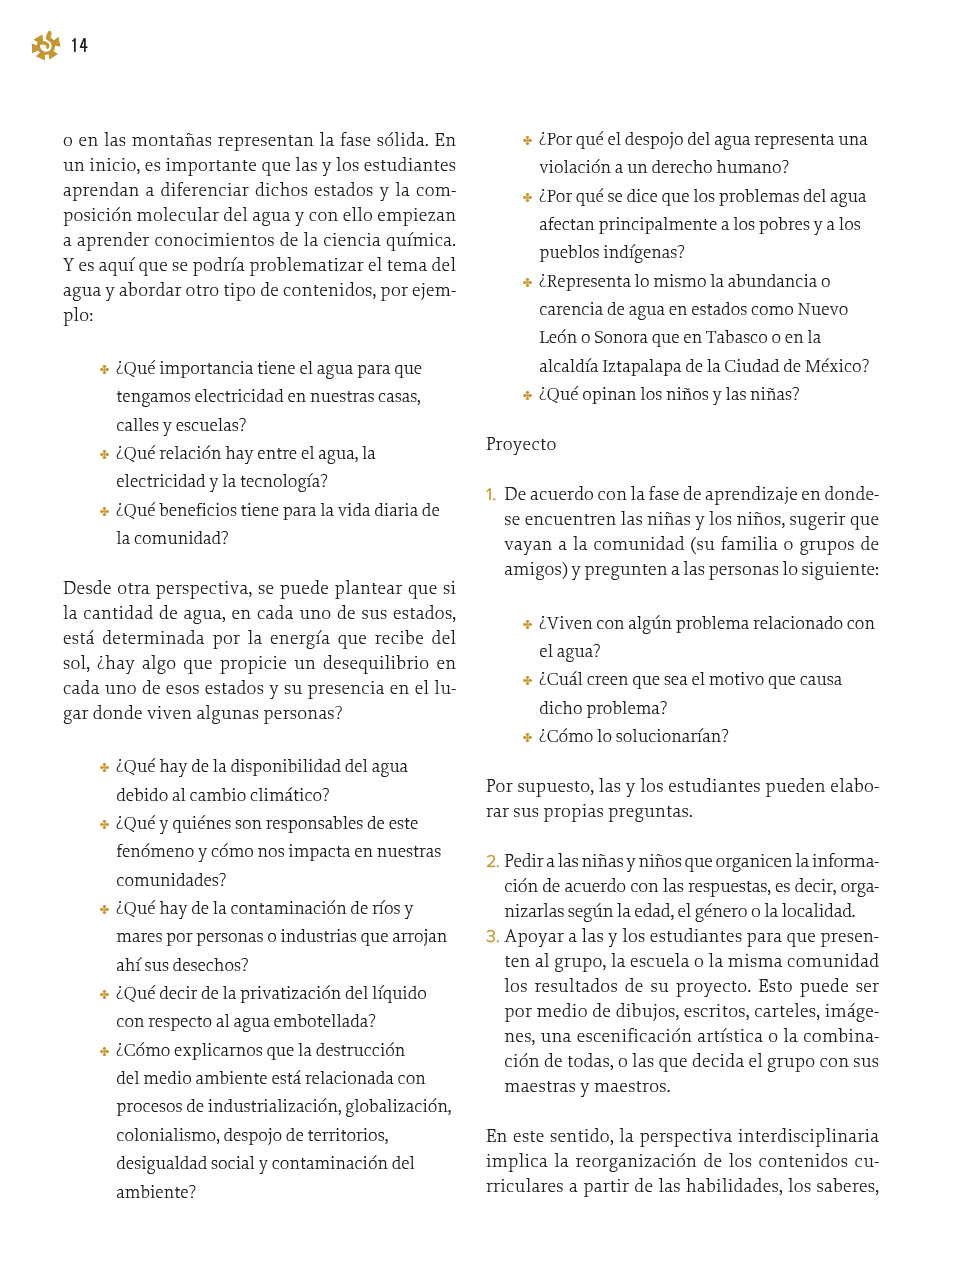 14
o en las montañas representan la fase sólida. En
un inicio, es importante que las y los estudiantes
aprendan a diferenciar dichos estados y la com-
posición molecular del agua y con ello empiezan
a aprender conocimientos de la ciencia química.
Y es aquí que se podría problematizar el tema del
agua y abordar otro tipo de contenidos, por ejem-
plo:
✤ ¿Qué importancia tiene el agua para que
tengamos electricidad en nuestras casas,
calles y escuelas?
✤ ¿Qué relación hay entre el agua, la
electricidad y la tecnología?
✤ ¿Qué beneficios tiene para la vida diaria de
la comunidad?
Desde otra perspectiva, se puede plantear que si
la cantidad de agua, en cada uno de sus estados,
está determinada por la energía que recibe del
sol, ¿hay algo que propicie un desequilibrio en
cada uno de esos estados y su presencia en el lu-
gar donde viven algunas personas?
✤ ¿Qué hay de la disponibilidad del agua
debido al cambio climático?
✤ ¿Qué y quiénes son responsables de este
fenómeno y cómo nos impacta en nuestras
comunidades?
✤ ¿Qué hay de la contaminación de ríos y
mares por personas o industrias que arrojan
ahí sus desechos?
✤ ¿Qué decir de la privatización del líquido
con respecto al agua embotellada?
✤ ¿Cómo explicarnos que la destrucción
del medio ambiente está relacionada con
procesos de industrialización, globalización,
colonialismo, despojo de territorios,
desigualdad social y contaminación del
ambiente?
✤ ¿Por qué el despojo del agua representa una
violación a un derecho humano?
✤ ¿Por qué se dice que los problemas del agua
afectan principalmente a los pobres y a los
pueblos indígenas?
✤ ¿Representa lo mismo la abundancia o
carencia de agua en estados como Nuevo
León o Sonora que en Tabasco o en la
alcaldía Iztapalapa de la Ciudad de México?
✤ ¿Qué opinan los niños y las niñas?
Proyecto
1. De acuerdo con la fase de aprendizaje en donde-
se encuentren las niñas y los niños, sugerir que
vayan a la comunidad (su familia o grupos de
amigos) y pregunten a las personas lo siguiente:
✤ ¿Viven con algún problema relacionado con
el agua?
✤ ¿Cuál creen que sea el motivo que causa
dicho problema?
✤ ¿Cómo lo solucionarían?
Por supuesto, las y los estudiantes pueden elabo-
rar sus propias preguntas.
2. Pedir a las niñas y niños que organicen la informa-
ción de acuerdo con las respuestas, es decir, orga-
nizarlas según la edad, el género o la localidad.
3. Apoyar a las y los estudiantes para que presen-
ten al grupo, la escuela o la misma comunidad
los resultados de su proyecto. Esto puede ser
por medio de dibujos, escritos, carteles, imáge-
nes, una escenificación artística o la combina-
ción de todas, o las que decida el grupo con sus
maestras y maestros.
En este sentido, la perspectiva interdisciplinaria
implica la reorganización de los contenidos cu-
rriculares a partir de las habilidades, los saberes,